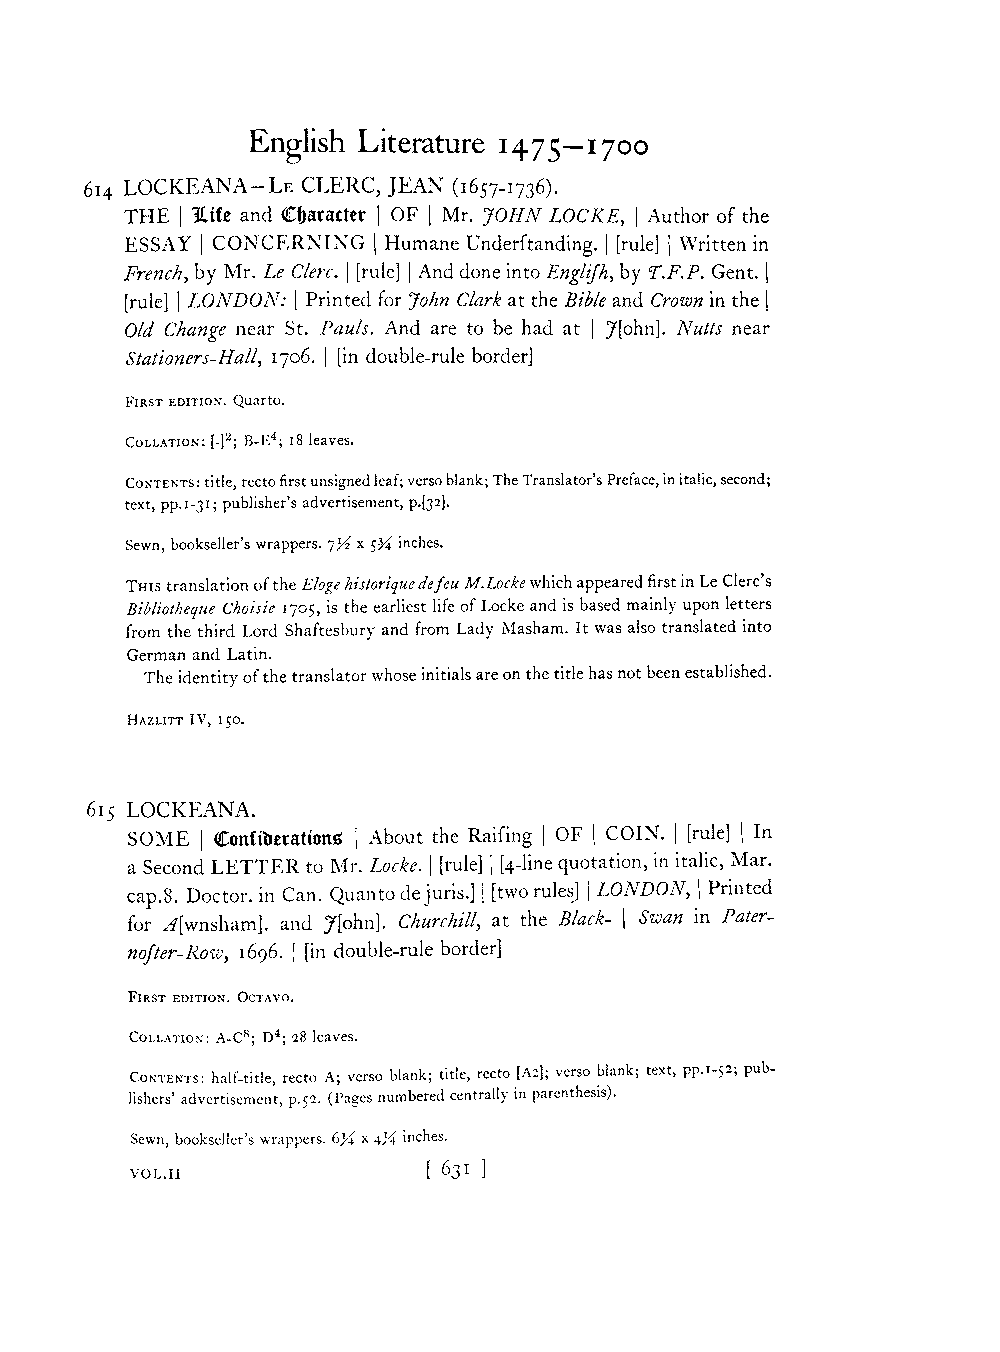 English Literature 1475–1700
614 LOCKEANA–LE CLERC, JEAN (1657-1736).
THE | Life and Character | OF | Mr. JOHN LOCKE, | Author of the
ESSAY | CONCERNING | Humane Underſtanding. | [rule] | Written in
French, by Mr. Le Clerc. | [rule] | And done into Engliſh, by T.F.P. Gent. |
[rule] | LONDON: | Printed for John Clark at the Bible and Crown in the |
Old Change near St. Pauls. And are to be had at | J[ohn]. Nutts near
Stationers-Hall, 1706. | [in double-rule border]
FIRST EDITION. Quarto.
COLLATION: [-]²; B-E⁴; 18 leaves.
CONTENTS: title, recto first unsigned leaf; verso blank; The Translator's Preface, in italic, second;
text, pp.1-31; publisher's advertisement, p.[32].
Sewn, bookseller's wrappers. 7½ x 5¾ inches.
THIS translation of the Eloge historique de feu M. Locke which appeared first in Le Clerc's
Bibliotheque Choisie 1705, is the earliest life of Locke and is based mainly upon letters
from the third Lord Shaftesbury and from Lady Masham. It was also translated into
German and Latin.
The identity of the translator whose initials are on the title has not been established.
HAZLITT IV, 150.
615 LOCKEANA.
SOME | Conſiderations | About the Raiſing | OF | COIN. | [rule] | In
a Second LETTER to Mr. Locke. | [rule] | [4-line quotation, in italic, Mar.
cap.8. Doctor. in Can. Quanto de juris.] | [two rules] | LONDON, | Printed
for A[wnsham]. and J[ohn]. Churchill, at the Black- | Swan in Pater-
noſter-Row, 1696. | [in double-rule border]
FIRST EDITION. OCTAVO.
COLLATION: A-C⁸; D⁴; 28 leaves.
CONTENTS: half-title, recto A; verso blank; title, recto [A2]; verso blank; text, pp.1-52; pub-
lishers' advertisement, p.52. (Pages numbered centrally in parenthesis).
Sewn, bookseller's wrappers. 6¼ x 4¼ inches.
VOL.II [ 631 ]